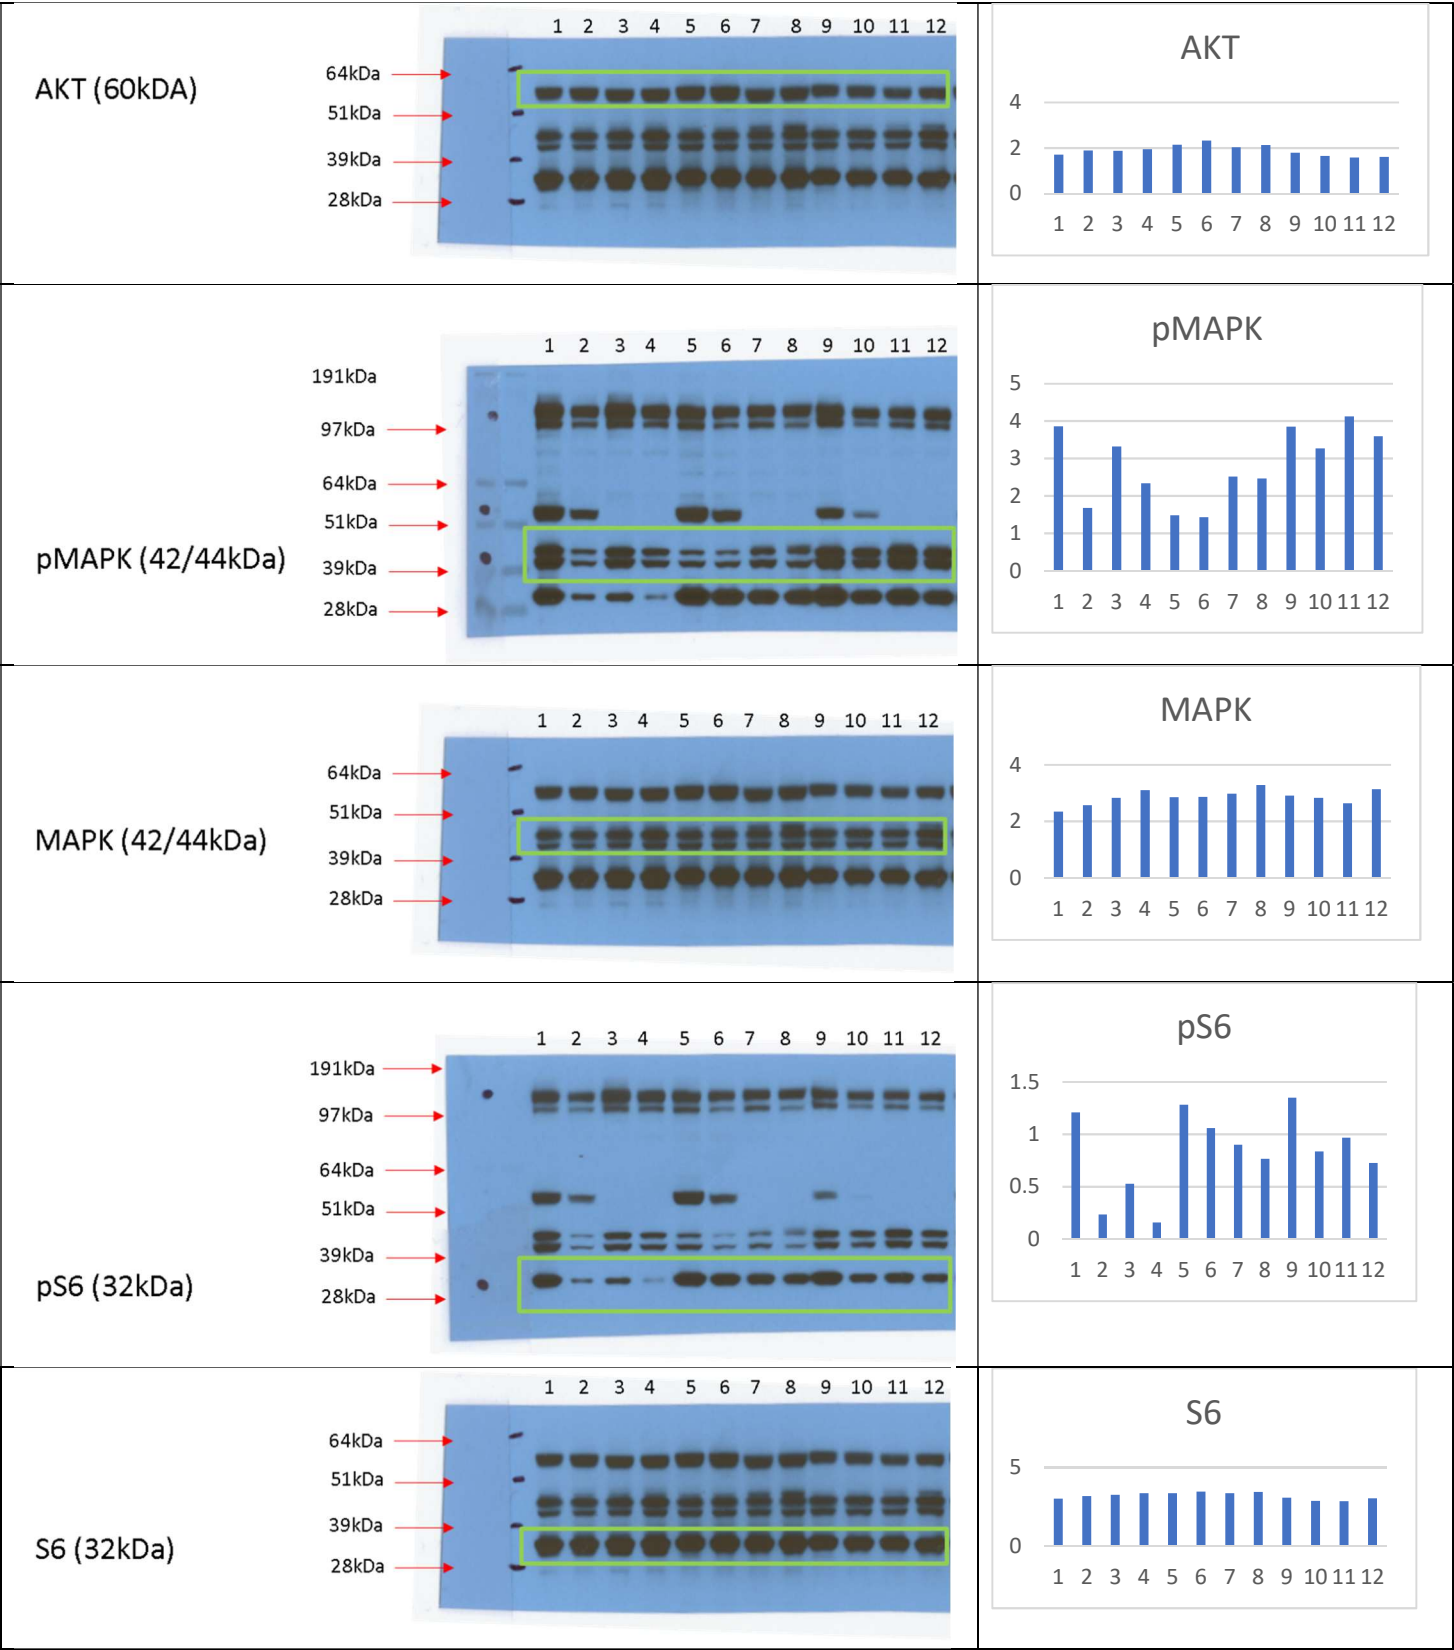 1 2 3 4 5 6 7 8 9 10 11 12
AKT (60kDA)
64kDa
51kDa
39kDa
28kDa
AKT
4
2
0
1 2 3 4 5 6 7 8 9 10 11 12
1 2 3 4 5 6 7 8 9 10 11 12
191kDa
97kDa
64kDa
51kDa
pMAPK (42/44kDa)
39kDa
28kDa
pMAPK
5
4
3
2
1
0
1 2 3 4 5 6 7 8 9 10 11 12
1 2 3 4 5 6 7 8 9 10 11 12
64kDa
51kDa
MAPK (42/44kDa)
39kDa
28kDa
MAPK
4
2
0
1 2 3 4 5 6 7 8 9 10 11 12
1 2 3 4 5 6 7 8 9 10 11 12
191kDa
97kDa
64kDa
51kDa
39kDa
pS6 (32kDa)
28kDa
pS6
1.5
1
0.5
0
1 2 3 4 5 6 7 8 9 10 11 12
1 2 3 4 5 6 7 8 9 10 11 12
64kDa
51kDa
39kDa
S6 (32kDa)
28kDa
S6
5
0
1 2 3 4 5 6 7 8 9 10 11 12